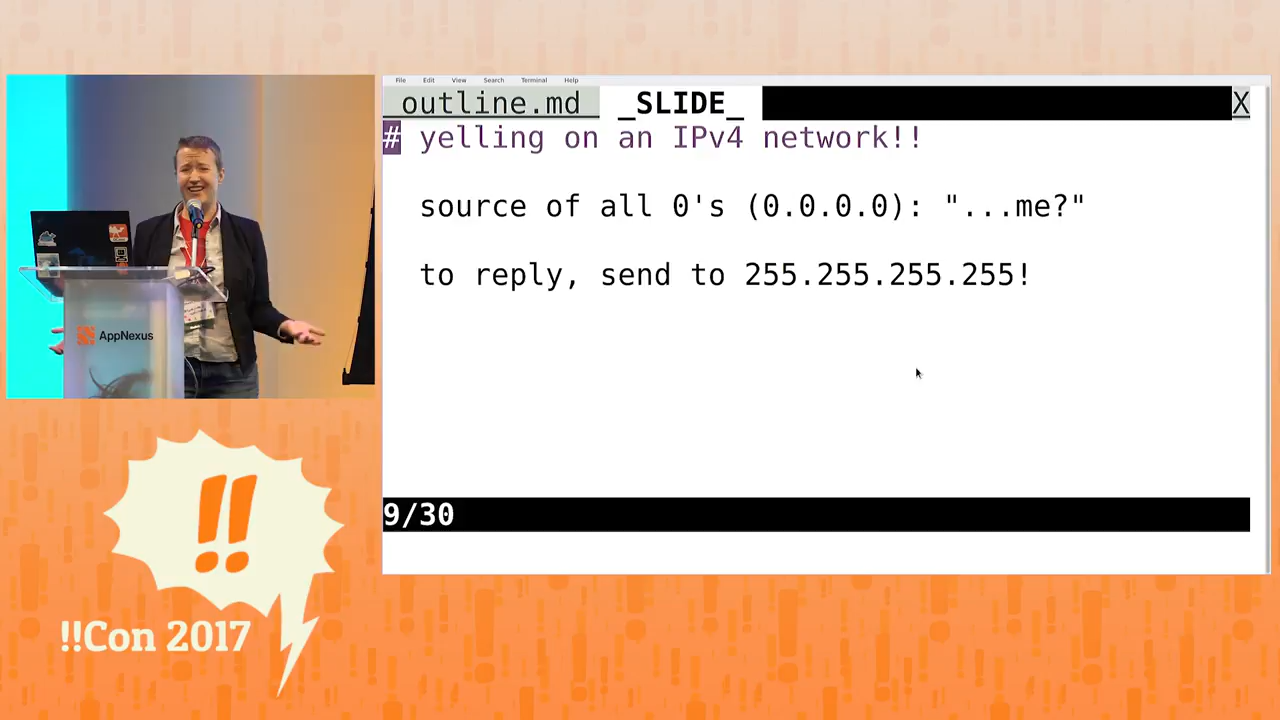 File Edit View Search Terminal Help
outline.md _SLIDE_ X
# yelling on an IPv4 network!!
source of all 0's (0.0.0.0): "...me?"
to reply, send to 255.255.255.255!
9/30
AppNexus
!!
!!Con 2017